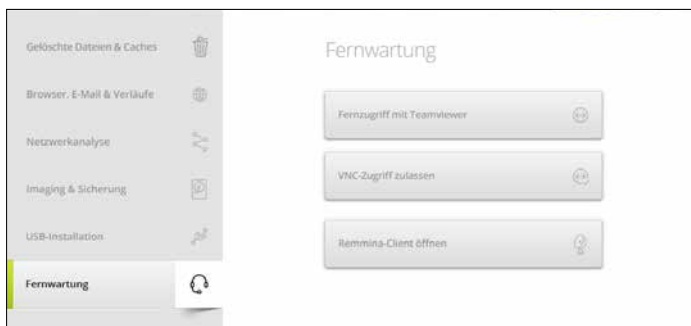 Gelöschte Dateien & Caches
Browser, E-Mail & Verläufe
Netzwerkanalyse
Imaging & Sicherung
USB-Installation
Fernwartung
Fernwartung
Fernzugriff mit Teamviewer
VNC-Zugriff zulassen
Remmina-Client öffnen